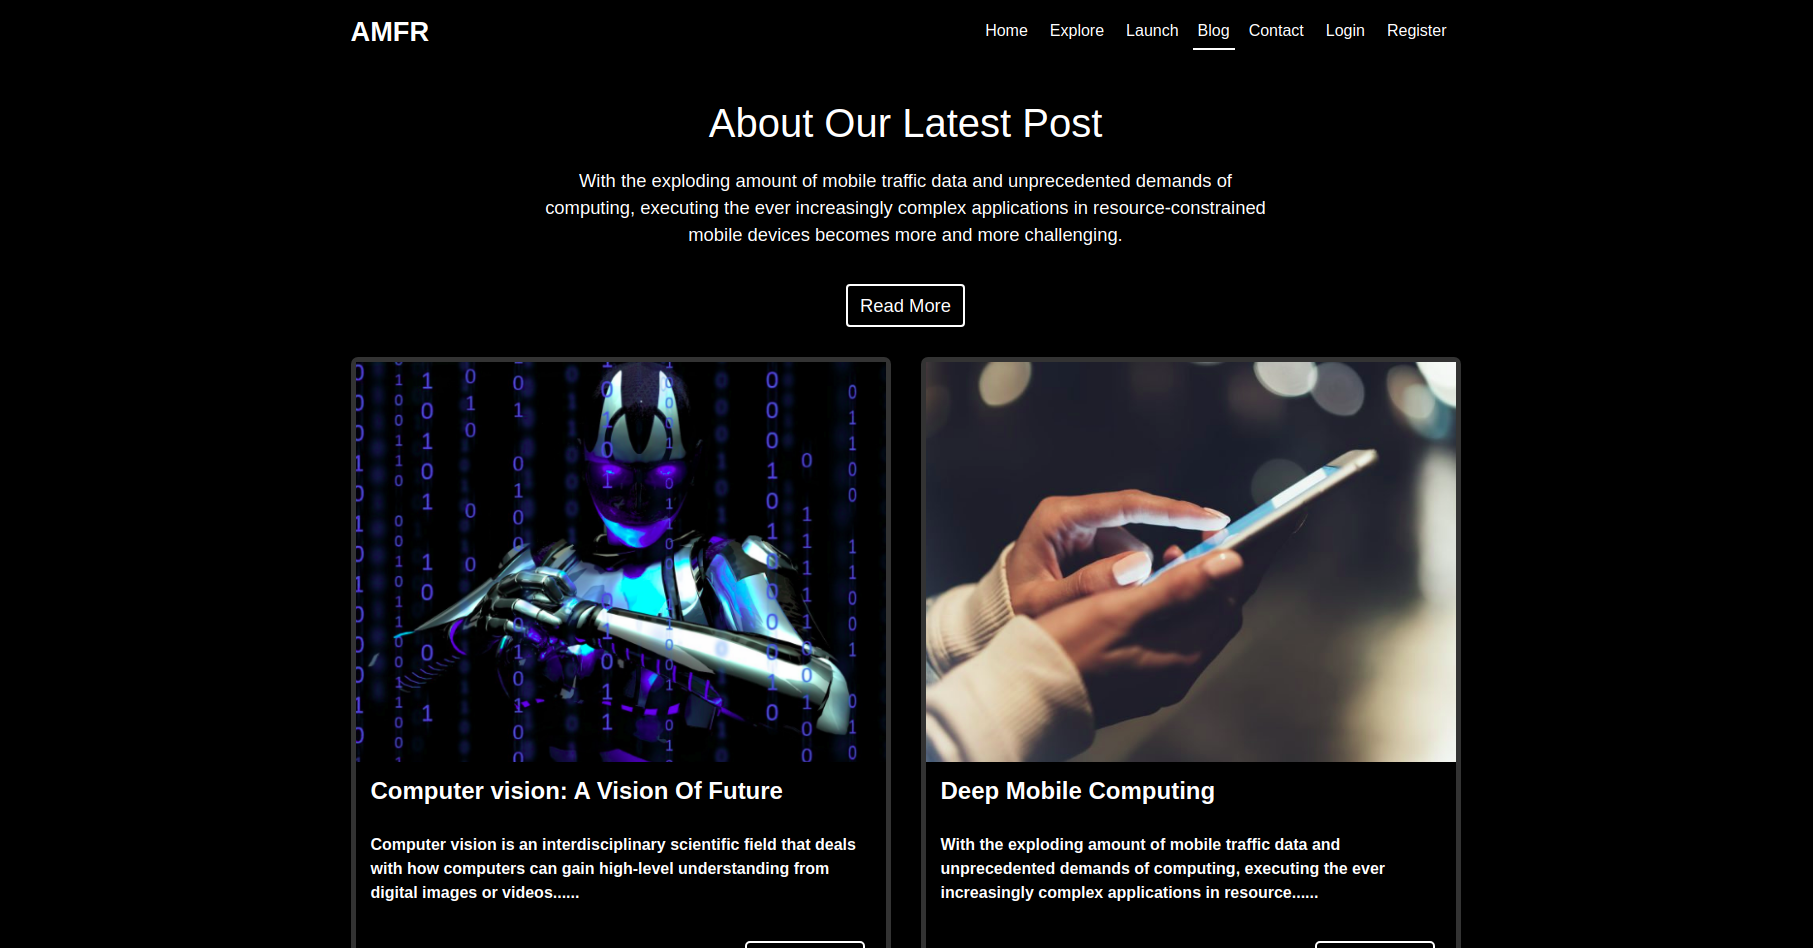 AMFR
Home Explore Launch Blog Contact Login Register
About Our Latest Post
With the exploding amount of mobile traffic data and unprecedented demands of
computing, executing the ever increasingly complex applications in resource-constrained
mobile devices becomes more and more challenging.
Read More
Computer vision: A Vision Of Future
Computer vision is an interdisciplinary scientific field that deals
with how computers can gain high-level understanding from
digital images or videos......
Deep Mobile Computing
With the exploding amount of mobile traffic data and
unprecedented demands of computing, executing the ever
increasingly complex applications in resource......